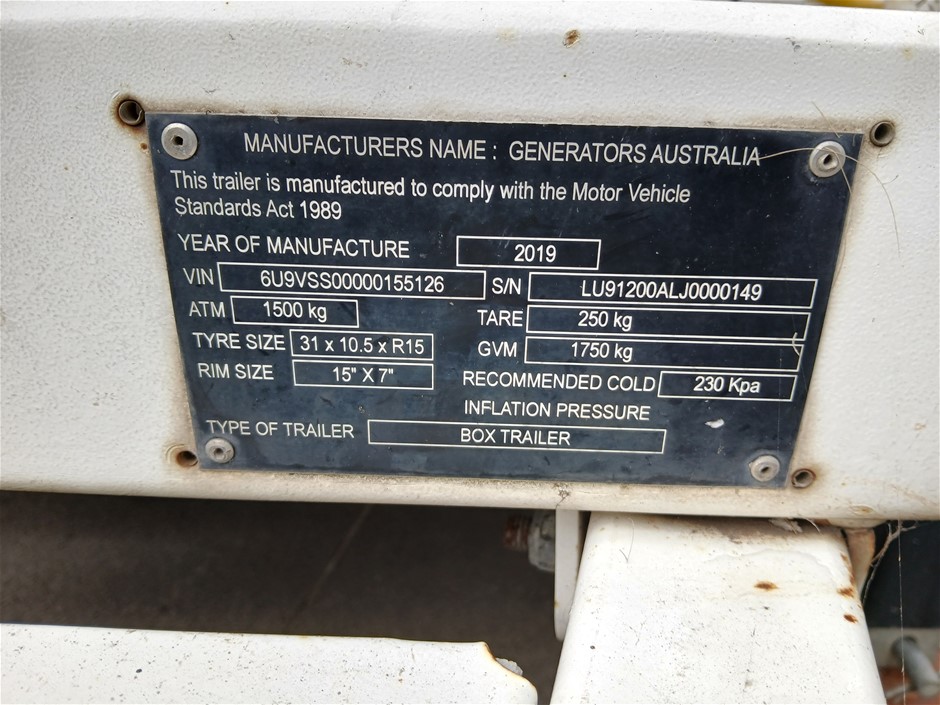 MANUFACTURERS NAME : GENERATORS AUSTRALIA
This trailer is manufactured to comply with the Motor Vehicle
Standards Act 1989
YEAR OF MANUFACTURE 2019
VIN 6U9VSS00000155126 S/N LU91200ALJ0000149
ATM 1500 kg TARE 250 kg
TYRE SIZE 31 x 10.5 x R15 GVM 1750 kg
RIM SIZE 15" X 7" RECOMMENDED COLD 230 Kpa
INFLATION PRESSURE
TYPE OF TRAILER BOX TRAILER